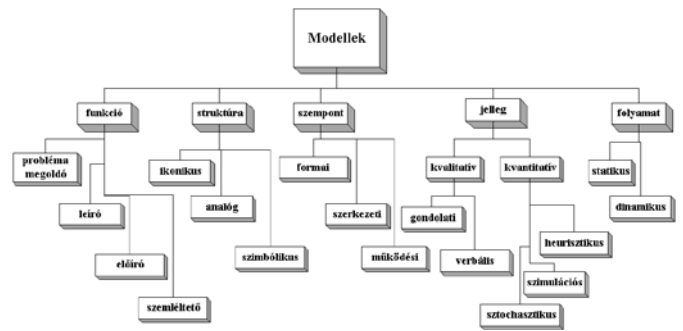 Modellek
funkció
struktúra
szempont
jelleg
folyamat
probléma
megoldó
leíró
előíró
szemléltető
ikonikus
analóg
szimbólikus
formai
szerkezeti
működési
kvalitatív
kvantitatív
gondolati
verbális
heurisztikus
szimulációs
sztochasztikus
statikus
dinamikus